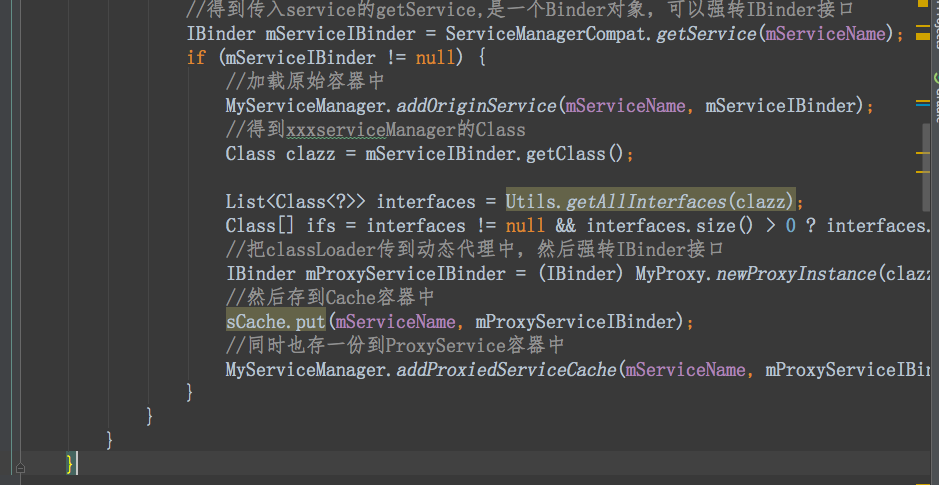 //得到传入service的getService,是一个Binder对象，可以强转IBinder接口
IBinder mServiceIBinder = ServiceManagerCompat.getService(mServiceName);
if (mServiceIBinder != null) {
//加载原始容器中
MyServiceManager.addOriginService(mServiceName, mServiceIBinder);
//得到xxxserviceManager的Class
Class clazz = mServiceIBinder.getClass();
List<Class<?>> interfaces = Utils.getAllInterfaces(clazz);
Class[] ifs = interfaces != null && interfaces.size() > 0 ? interfaces.
//把classLoader传到动态代理中，然后强转IBinder接口
IBinder mProxyServiceIBinder = (IBinder) MyProxy.newProxyInstance(clazz
//然后存到Cache容器中
sCache.put(mServiceName, mProxyServiceIBinder);
//同时也存一份到ProxyService容器中
MyServiceManager.addProxiedServiceCache(mServiceName, mProxyServiceIBin
}
}
}
}